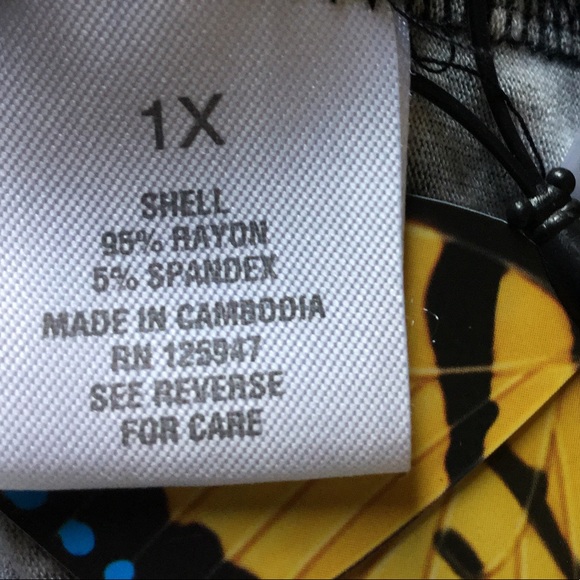 1X
SHELL
95% RAYON
5% SPANDEX
MADE IN CAMBODIA
RN 125947
SEE REVERSE
FOR CARE